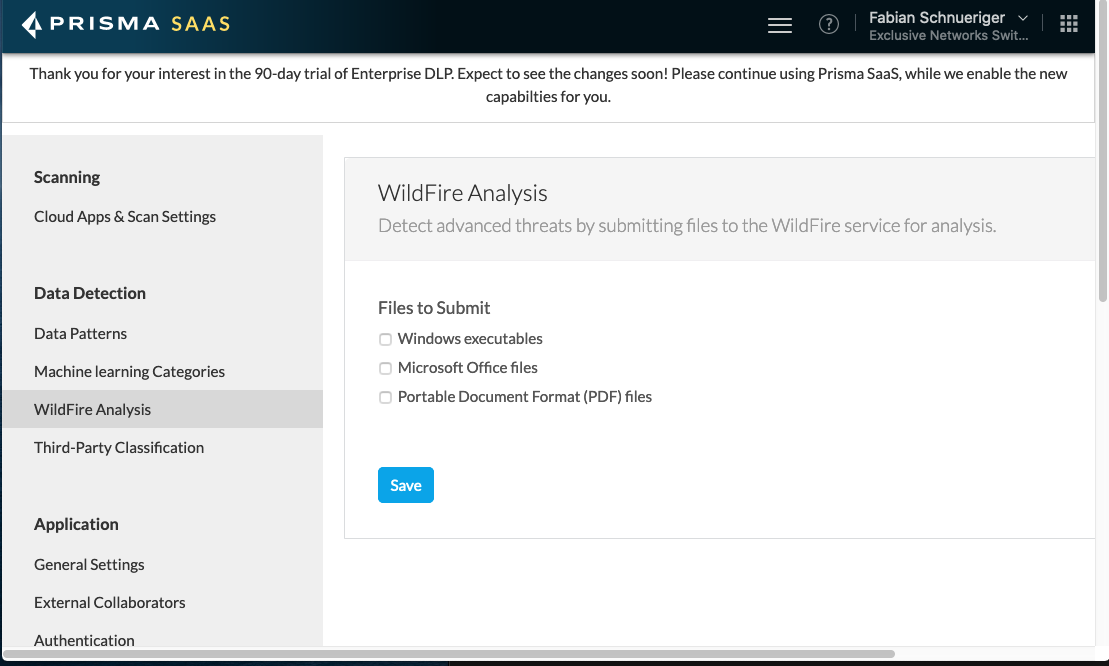 PRISMA SAAS
?
Fabian Schnueriger
Exclusive Networks Swit...
Thank you for your interest in the 90-day trial of Enterprise DLP. Expect to see the changes soon! Please continue using Prisma SaaS, while we enable the new
capabilties for you.
Scanning
Cloud Apps & Scan Settings
Data Detection
Data Patterns
Machine learning Categories
WildFire Analysis
Third-Party Classification
Application
General Settings
External Collaborators
Authentication
WildFire Analysis
Detect advanced threats by submitting files to the WildFire service for analysis.
Files to Submit
Windows executables
Microsoft Office files
Portable Document Format (PDF) files
Save